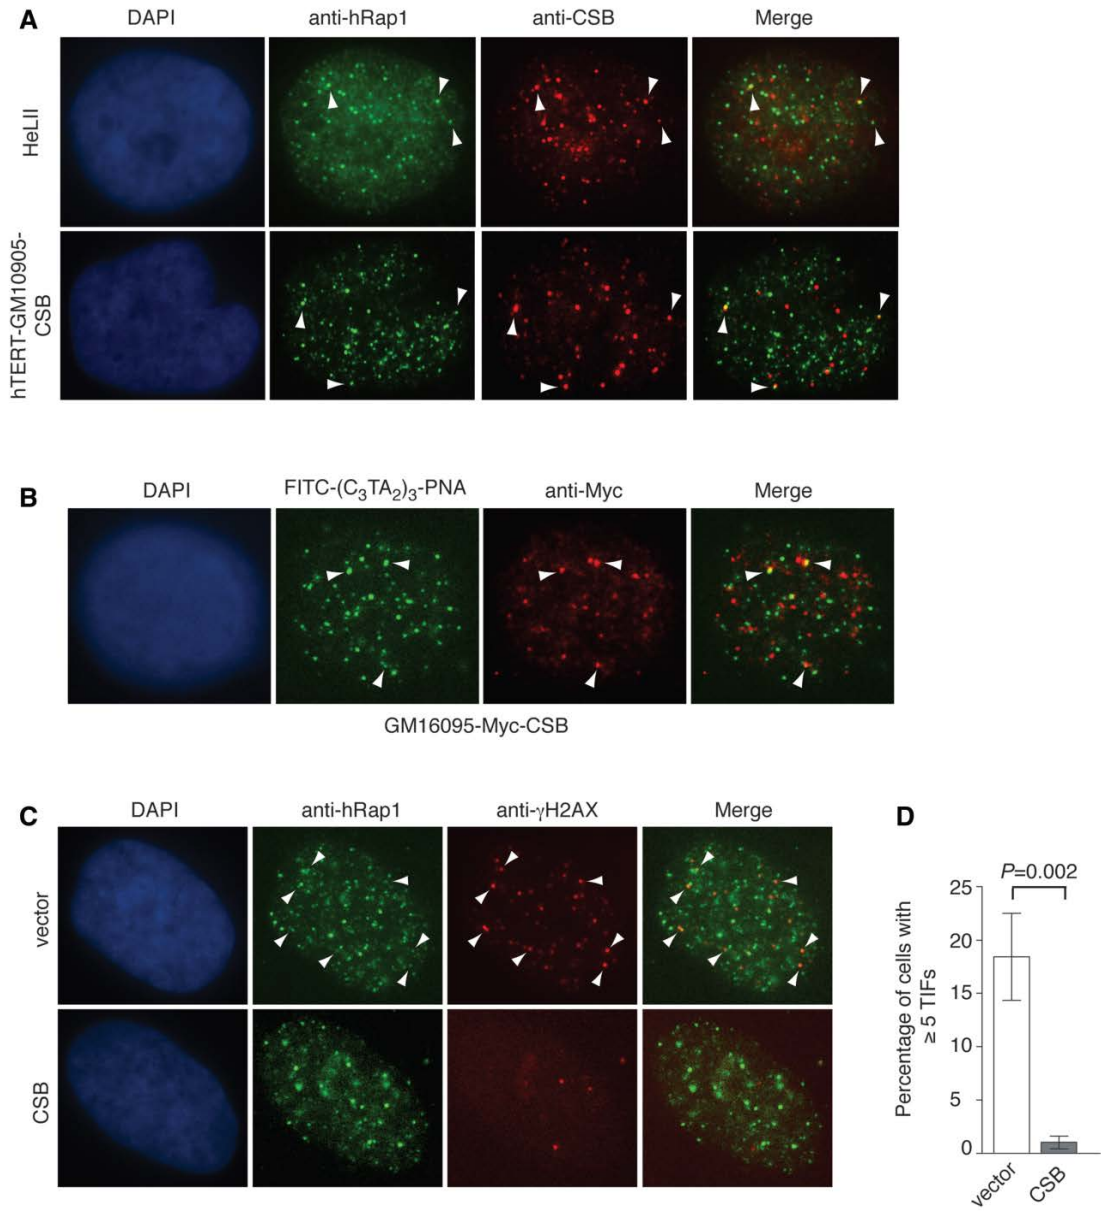 A
DAPI
anti-hRap1
anti-CSB
Merge
HeLII
hTERT-GM10905-
CSB
B
DAPI
FITC-(C3TA2)3-PNA
anti-Myc
Merge
GM16095-Myc-CSB
C
DAPI
anti-hRap1
anti-γH2AX
Merge
vector
CSB
D
P=0.002
Percentage of cells with
≥ 5 TIFs
25
20
15
10
5
0
vector
CSB